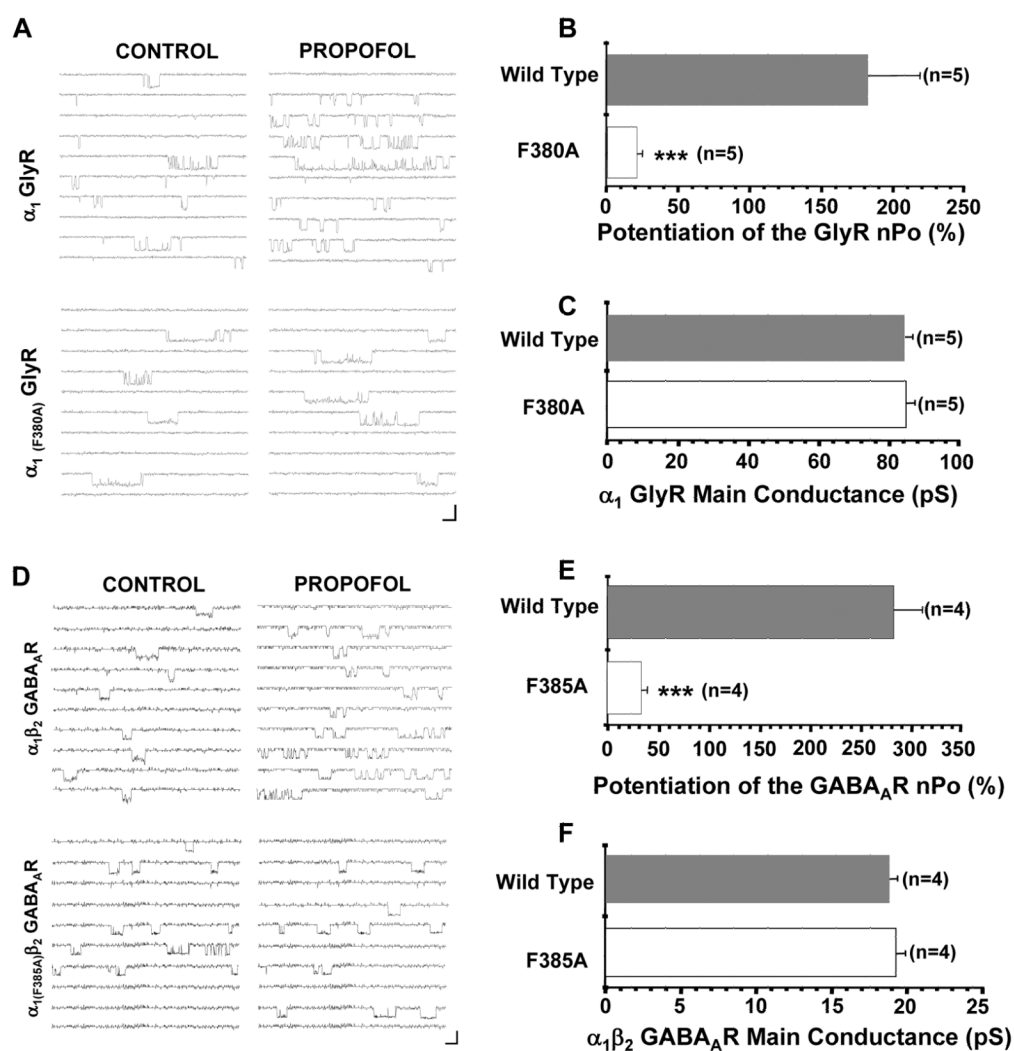 A
CONTROL
PROPOFOL
α1 GlyR
α1 (F380A) GlyR
B
Wild Type
(n=5)
F380A
*** (n=5)
0 50 100 150 200 250
Potentiation of the GlyR nPo (%)
C
Wild Type
(n=5)
F380A
(n=5)
0 20 40 60 80 100
α1 GlyR Main Conductance (pS)
D
CONTROL
PROPOFOL
α1β2 GABAAR
α1(F385A)β2 GABAAR
E
Wild Type
(n=4)
F385A
*** (n=4)
0 50 100 150 200 250 300 350
Potentiation of the GABAAR nPo (%)
F
Wild Type
(n=4)
F385A
(n=4)
0 5 10 15 20 25
α1β2 GABAAR Main Conductance (pS)